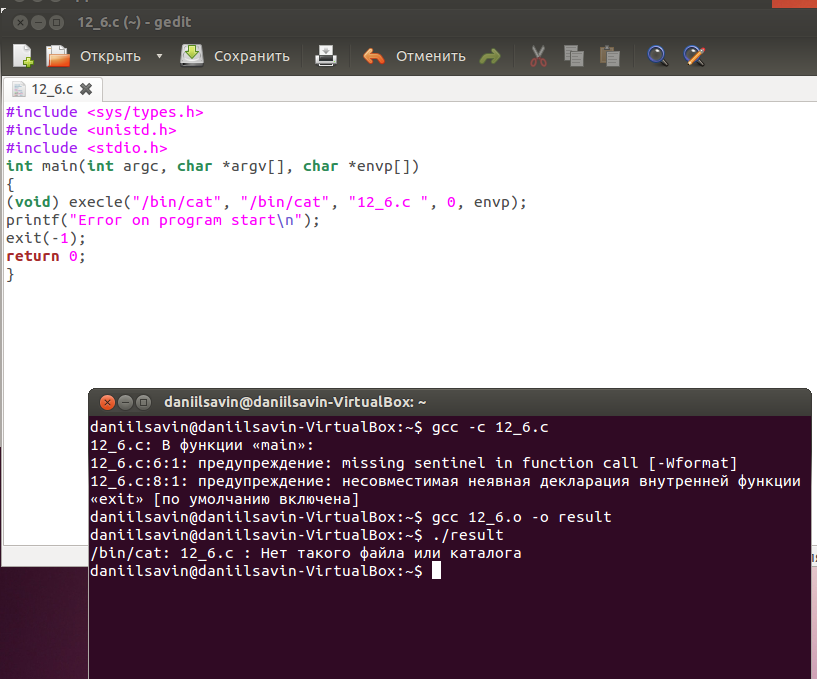 12_6.c (~) - gedit
Открыть Сохранить Отменить
12_6.c
#include <sys/types.h>
#include <unistd.h>
#include <stdio.h>
int main(int argc, char *argv[], char *envp[])
{
(void) execle("/bin/cat", "/bin/cat", "12_6.c ", 0, envp);
printf("Error on program start\n");
exit(-1);
return 0;
}
daniilsavin@daniilsavin-VirtualBox: ~
daniilsavin@daniilsavin-VirtualBox:~$ gcc -c 12_6.c
12_6.c: В функции «main»:
12_6.c:6:1: предупреждение: missing sentinel in function call [-Wformat]
12_6.c:8:1: предупреждение: несовместимая неявная декларация внутренней функции
«exit» [по умолчанию включена]
daniilsavin@daniilsavin-VirtualBox:~$ gcc 12_6.o -o result
daniilsavin@daniilsavin-VirtualBox:~$ ./result
/bin/cat: 12_6.c : Нет такого файла или каталога
daniilsavin@daniilsavin-VirtualBox:~$